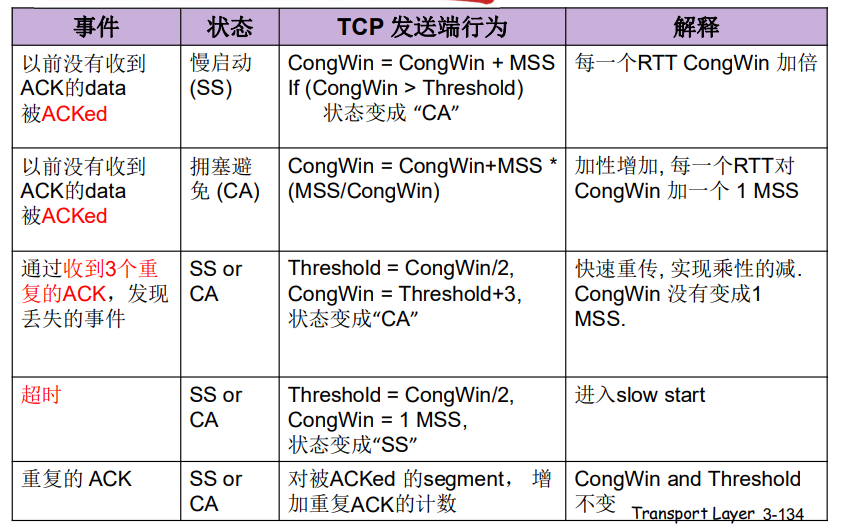 事件 状态 TCP 发送端行为 解释
以前没有收到
ACK的data
被ACKed
慢启动
(SS)
CongWin = CongWin + MSS
If (CongWin > Threshold)
状态变成 “CA”
每一个RTT CongWin 加倍
以前没有收到
ACK的data
被ACKed
拥塞避
免 (CA)
CongWin = CongWin+MSS *
(MSS/CongWin)
加性增加, 每一个RTT对
CongWin 加一个 1 MSS
通过收到3个重
复的ACK，发现
丢失的事件
SS or
CA
Threshold = CongWin/2,
CongWin = Threshold+3,
状态变成“CA”
快速重传, 实现乘性的减.
CongWin 没有变成1
MSS.
超时
SS or
CA
Threshold = CongWin/2,
CongWin = 1 MSS,
状态变成“SS”
进入slow start
重复的 ACK
SS or
CA
对被ACKed 的segment， 增
加重复ACK的计数
CongWin and Threshold
不变
Transport Layer 3-134